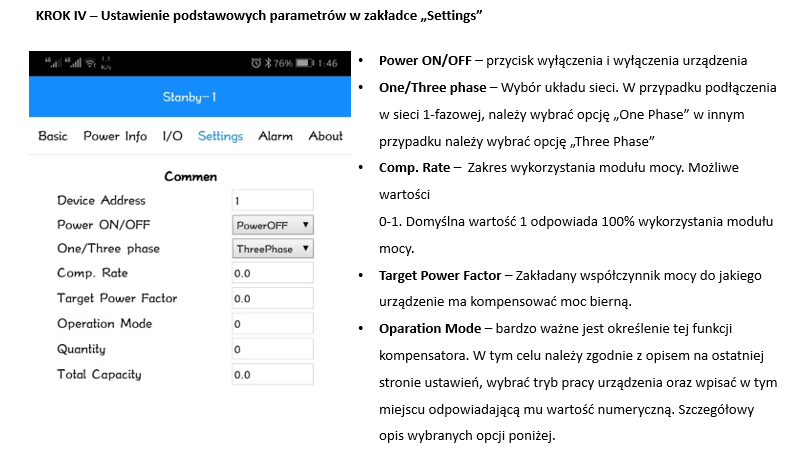 KROK IV – Ustawienie podstawowych parametrów w zakładce „Settings”
76% 1:46
Stanby-1
Basic Power Info I/O Settings Alarm About
Commen
Device Address 1
Power ON/OFF PowerOFF
One/Three phase ThreePhase
Comp. Rate 0.0
Target Power Factor 0.0
Operation Mode 0
Quantity 0
Total Capacity 0.0
• Power ON/OFF – przycisk wyłączenia i wyłączenia urządzenia
• One/Three phase – Wybór układu sieci. W przypadku podłączenia
w sieci 1-fazowej, należy wybrać opcję „One Phase” w innym
przypadku należy wybrać opcję „Three Phase”
• Comp. Rate – Zakres wykorzystania modułu mocy. Możliwe
wartości
0-1. Domyślna wartość 1 odpowiada 100% wykorzystania modułu
mocy.
• Target Power Factor – Zakładany współczynnik mocy do jakiego
urządzenie ma kompensować moc bierną.
• Oparation Mode – bardzo ważne jest określenie tej funkcji
kompensatora. W tym celu należy zgodnie z opisem na ostatniej
stronie ustawień, wybrać tryb pracy urządzenia oraz wpisać w tym
miejscu odpowiadającą mu wartość numeryczną. Szczegółowy
opis wybranych opcji poniżej.